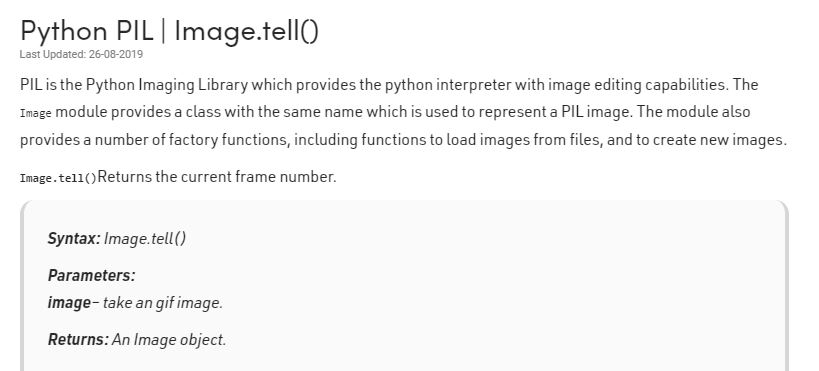 Python PIL | Image.tell()
Last Updated: 26-08-2019
PIL is the Python Imaging Library which provides the python interpreter with image editing capabilities. The
Image module provides a class with the same name which is used to represent a PIL image. The module also
provides a number of factory functions, including functions to load images from files, and to create new images.
Image.tell()Returns the current frame number.
Syntax: Image.tell()
Parameters:
image– take an gif image.
Returns: An Image object.